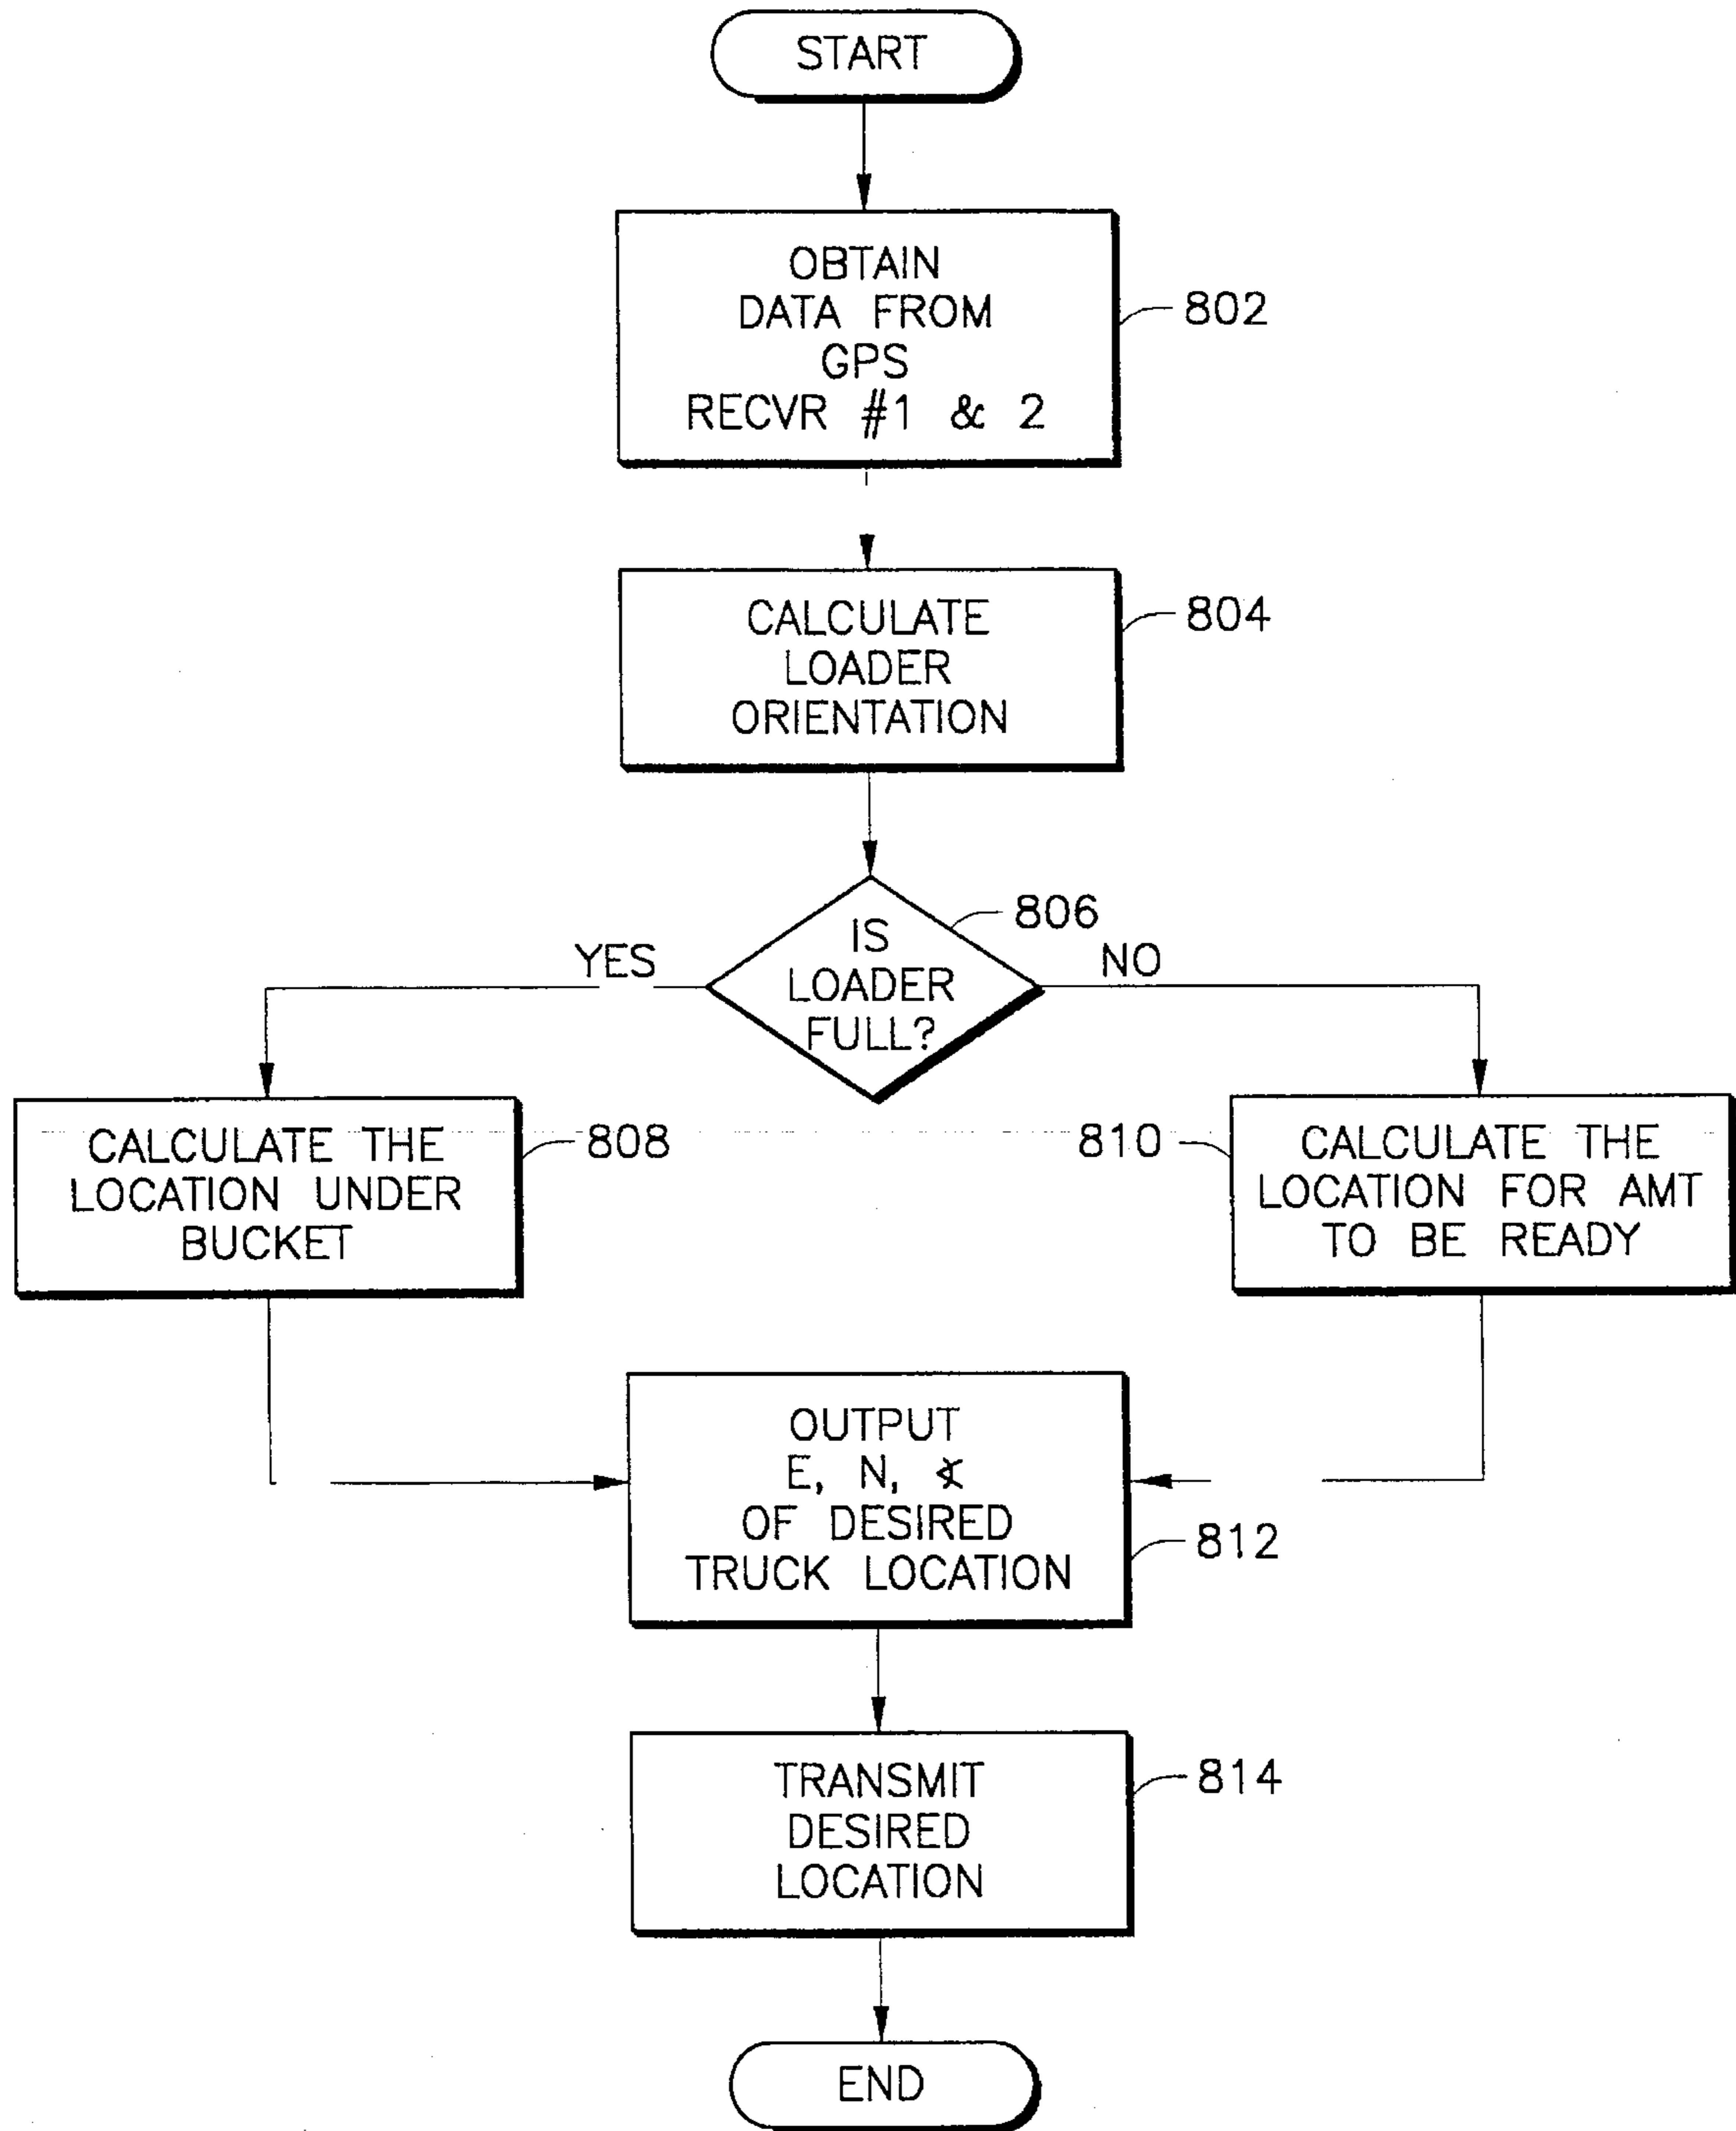 START
OBTAIN
DATA FROM
GPS
RECVR #1 & 2
802
CALCULATE
LOADER
ORIENTATION
804
IS
LOADER
FULL?
806
YES
NO
CALCULATE THE
LOCATION UNDER
BUCKET
808
810
CALCULATE THE
LOCATION FOR AMT
TO BE READY
OUTPUT
E, N, ∢
OF DESIRED
TRUCK LOCATION
812
TRANSMIT
DESIRED
LOCATION
814
END